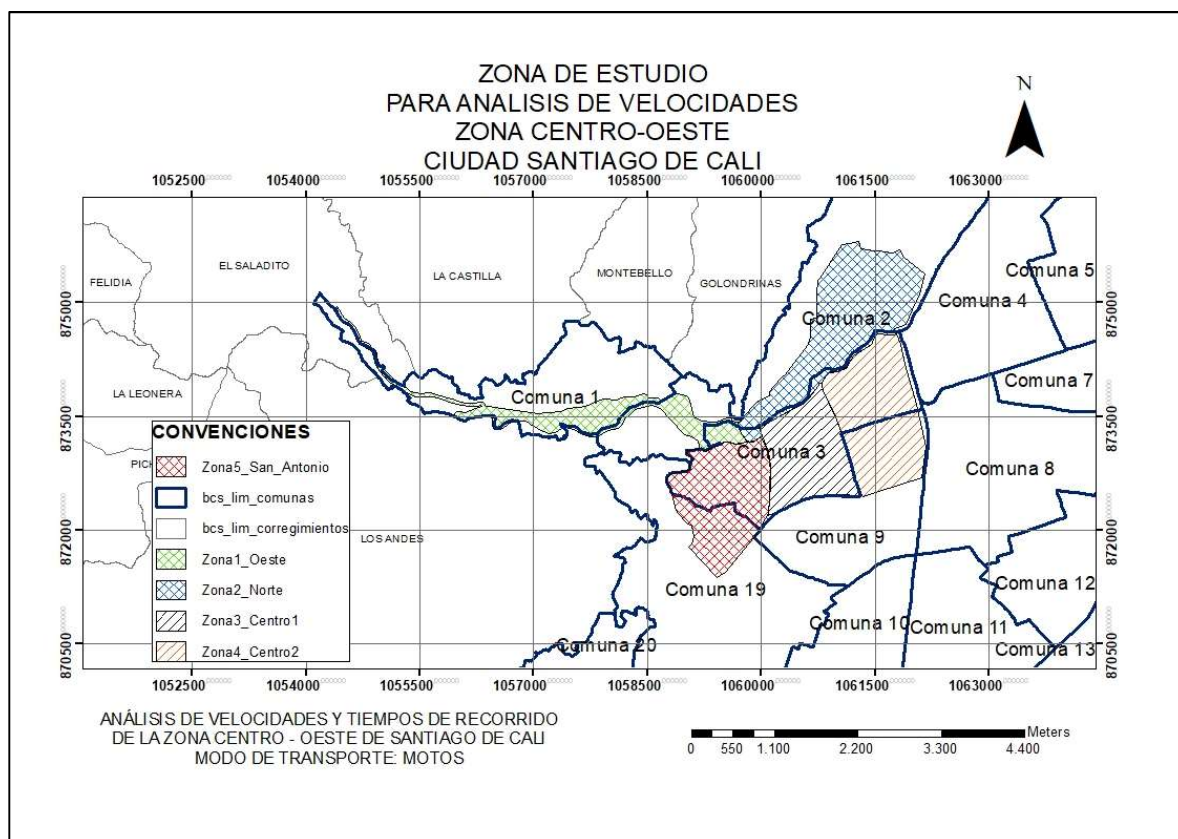 ZONA DE ESTUDIO
PARA ANALISIS DE VELOCIDADES
ZONA CENTRO-OESTE
CIUDAD SANTIAGO DE CALI
N
1052500 1054000 1055500 1057000 1058500 1060000 1061500 1063000
FELIDIA
EL SALADITO
LA CASTILLA
MONTEBELLO
GOLONDRINAS
Comuna 5
Comuna 4
875000
875000
Comuna 2
LA LEONERA
Comuna 1
Comuna 7
873500
873500
CONVENCIONES
Comuna 3
Comuna 8
PICH
Zona5_San_Antonio
bcs_lim_comunas
bcs_lim_corregimientos
Zona1_Oeste
Zona2_Norte
Zona3_Centro1
Zona4_Centro2
872000
872000
LOS ANDES
Comuna 9
Comuna 12
Comuna 19
Comuna 10
Comuna 11
Comuna 20
Comuna 13
870500
870500
1052500 1054000 1055500 1057000 1058500 1060000 1061500 1063000
ANÁLISIS DE VELOCIDADES Y TIEMPOS DE RECORRIDO
DE LA ZONA CENTRO - OESTE DE SANTIAGO DE CALI
MODO DE TRANSPORTE: MOTOS
Meters
0 550 1.100 2.200 3.300 4.400